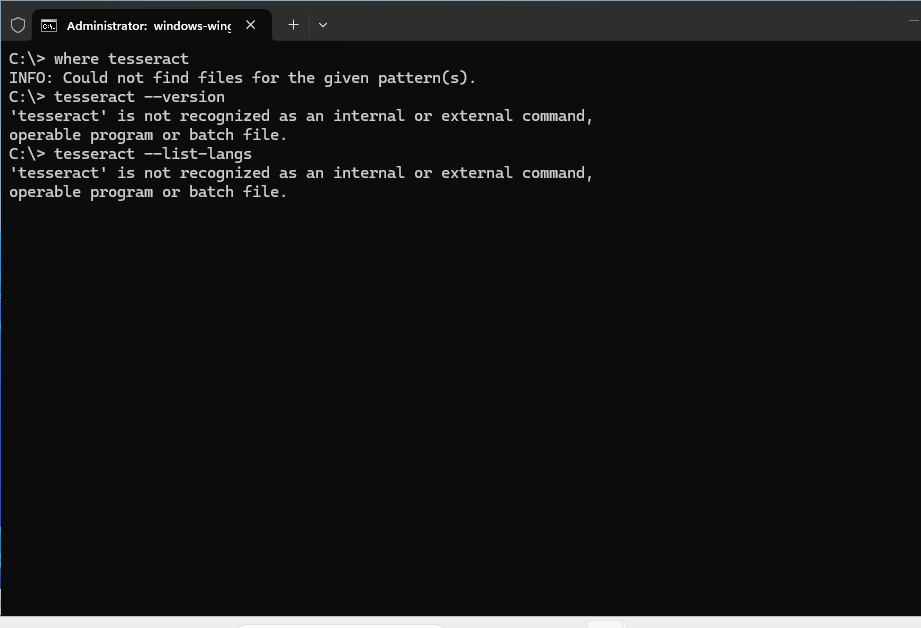 Administrator: windows-wing
C:\> where tesseract
INFO: Could not find files for the given pattern(s).
C:\> tesseract --version
'tesseract' is not recognized as an internal or external command,
operable program or batch file.
C:\> tesseract --list-langs
'tesseract' is not recognized as an internal or external command,
operable program or batch file.